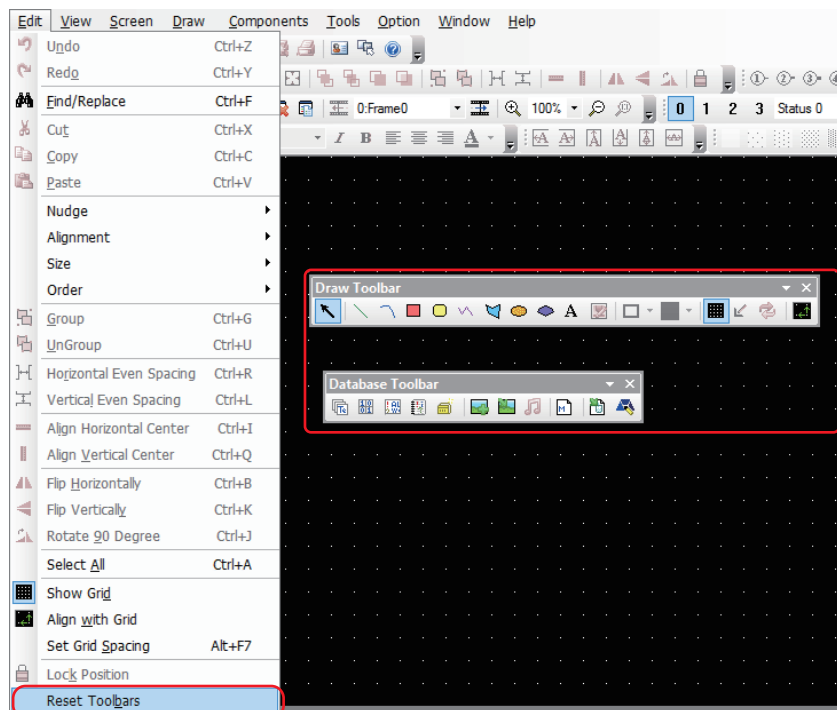 Edit View Screen Draw Components Tools Option Window Help
Undo Ctrl+Z
Redo Ctrl+Y
Find/Replace Ctrl+F
Cut Ctrl+X
Copy Ctrl+C
Paste Ctrl+V
Nudge
Alignment
Size
Order
Group Ctrl+G
UnGroup Ctrl+U
Horizontal Even Spacing Ctrl+R
Vertical Even Spacing Ctrl+L
Align Horizontal Center Ctrl+I
Align Vertical Center Ctrl+Q
Flip Horizontally Ctrl+B
Flip Vertically Ctrl+K
Rotate 90 Degree Ctrl+J
Select All Ctrl+A
Show Grid
Align with Grid
Set Grid Spacing Alt+F7
Lock Position
Reset Toolbars
0:Frame0 100% 0 1 2 3 Status 0
I B A
Draw Toolbar
A
Database Toolbar